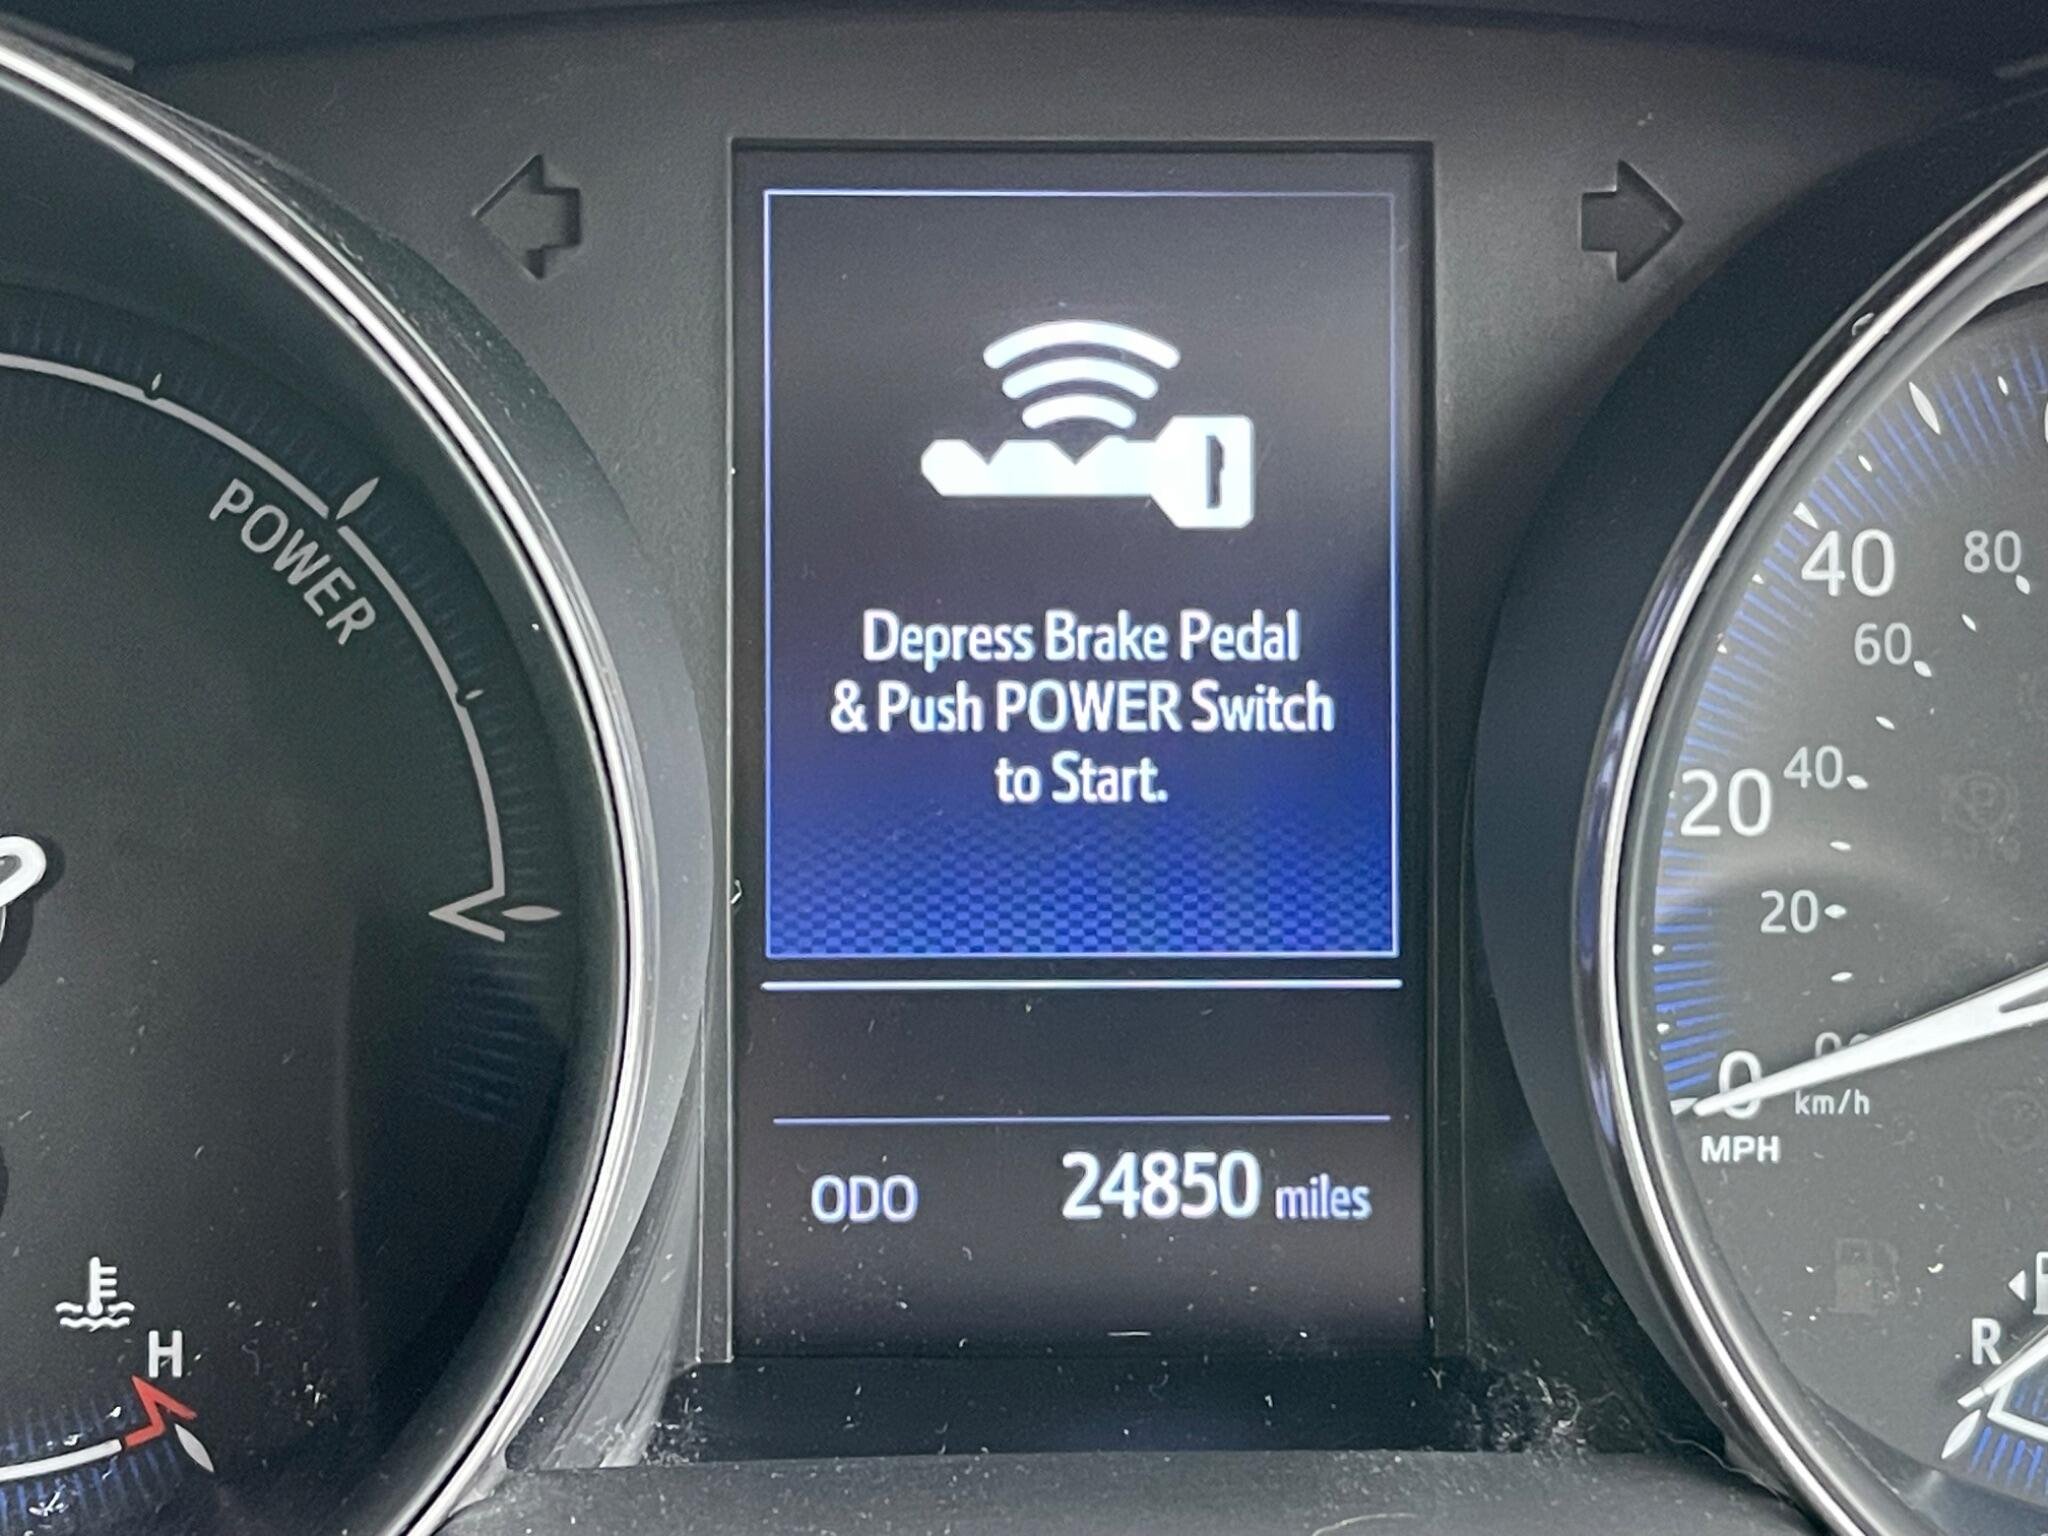 POWER
Depress Brake Pedal
& Push POWER Switch
to Start.
ODO 24850 miles
H
40 80
60
20 40
20
0 km/h
MPH
R